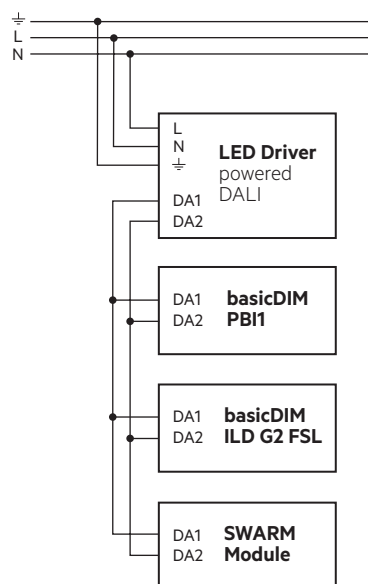 ⏚
L
N
L
N
⏚
LED Driver
powered
DALI
DA1
DA2
DA1 basicDIM
DA2 PBI1
DA1 basicDIM
DA2 ILD G2 FSL
DA1 SWARM
DA2 Module